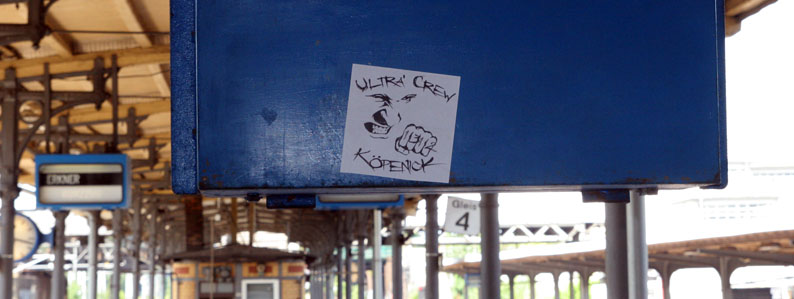 ULTRA' CREW
KÖPENICK
ERKNER
Gleis
4